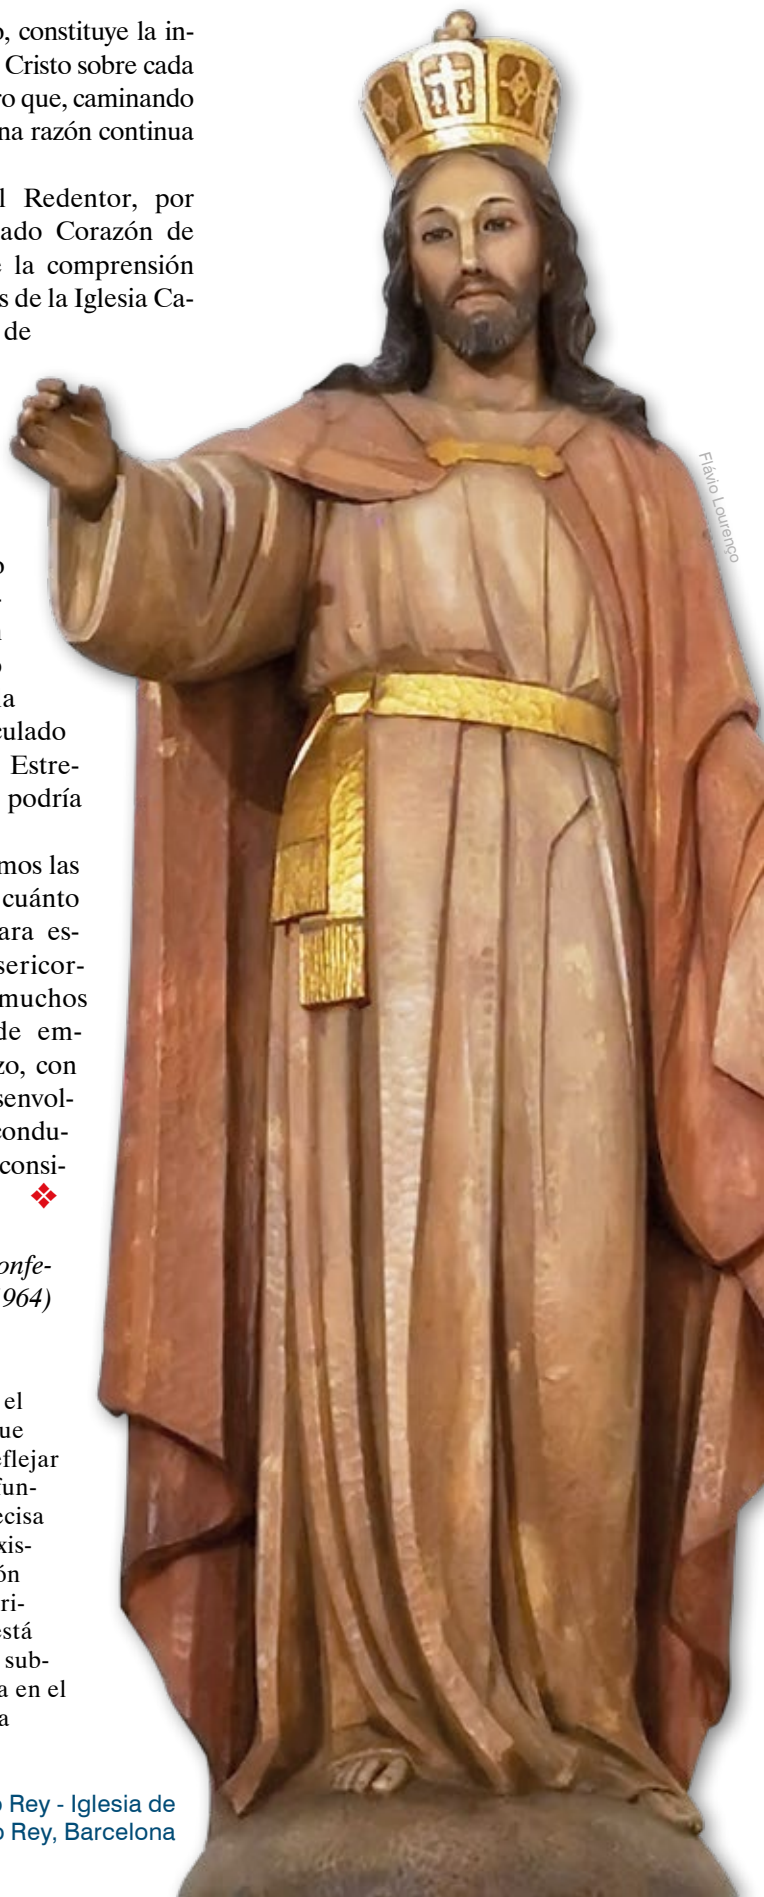 o, constituye la in-
Cristo sobre cada
ro que, caminando
na razón continua
l Redentor, por
ado Corazón de
e la comprensión
s de la Iglesia Ca-
de
o
n
o
la
culado
Estre-
podría
mos las
cuánto
ara es-
sericor-
muchos
de em-
zo, con
senvol-
condu-
consi-
onfe-
964)
el
ue
eflejar
fun-
ecisa
xis-
ón
ri-
está
sub-
a en el
a
o Rey - Iglesia de
o Rey, Barcelona
Flávio Lourenço